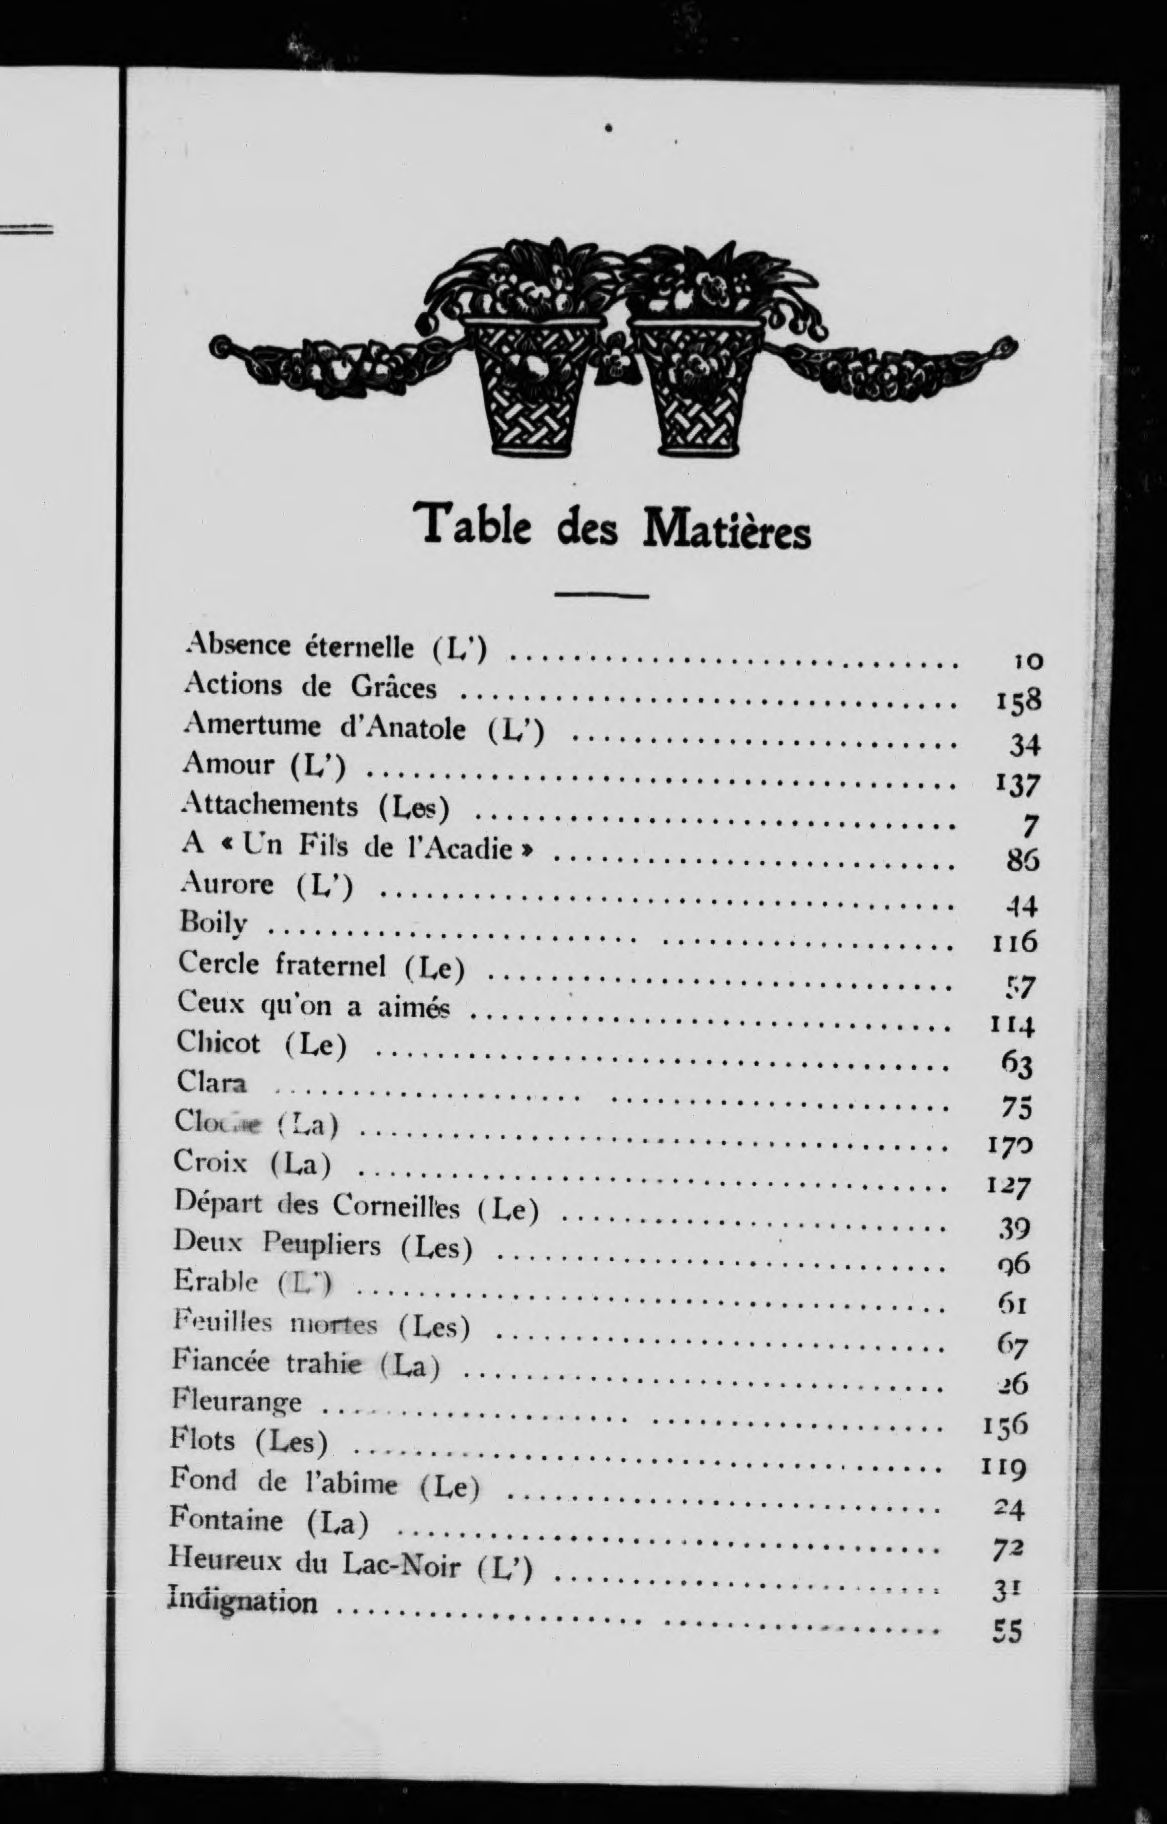 Table des Matières
Absence éternelle (L') .............................. 10
Actions de Grâces ................................ 158
Amertume d'Anatole (L') ......................... 34
Amour (L') ...................................... 137
Attachements (Les) ............................... 7
A « Un Fils de l'Acadie » .......................... 86
Aurore (L') ..................................... 44
Boily ........................................... 116
Cercle fraternel (Le) .............................. 57
Ceux qu'on a aimés ............................... 114
Chicot (Le) ..................................... 63
Clara ........................................... 75
Cloche (La) ...................................... 170
Croix (La) ...................................... 127
Départ des Corneilles (Le) ......................... 39
Deux Peupliers (Les) ............................. 96
Erable (L') ...................................... 61
Feuilles mortes (Les) ............................. 67
Fiancée trahie (La) ............................... 26
Fleurange ........................................ 156
Flots (Les) ...................................... 119
Fond de l'abîme (Le) ............................ 24
Fontaine (La) ................................... 72
Heureux du Lac-Noir (L') ......................... 31
Indignation ...................................... 55